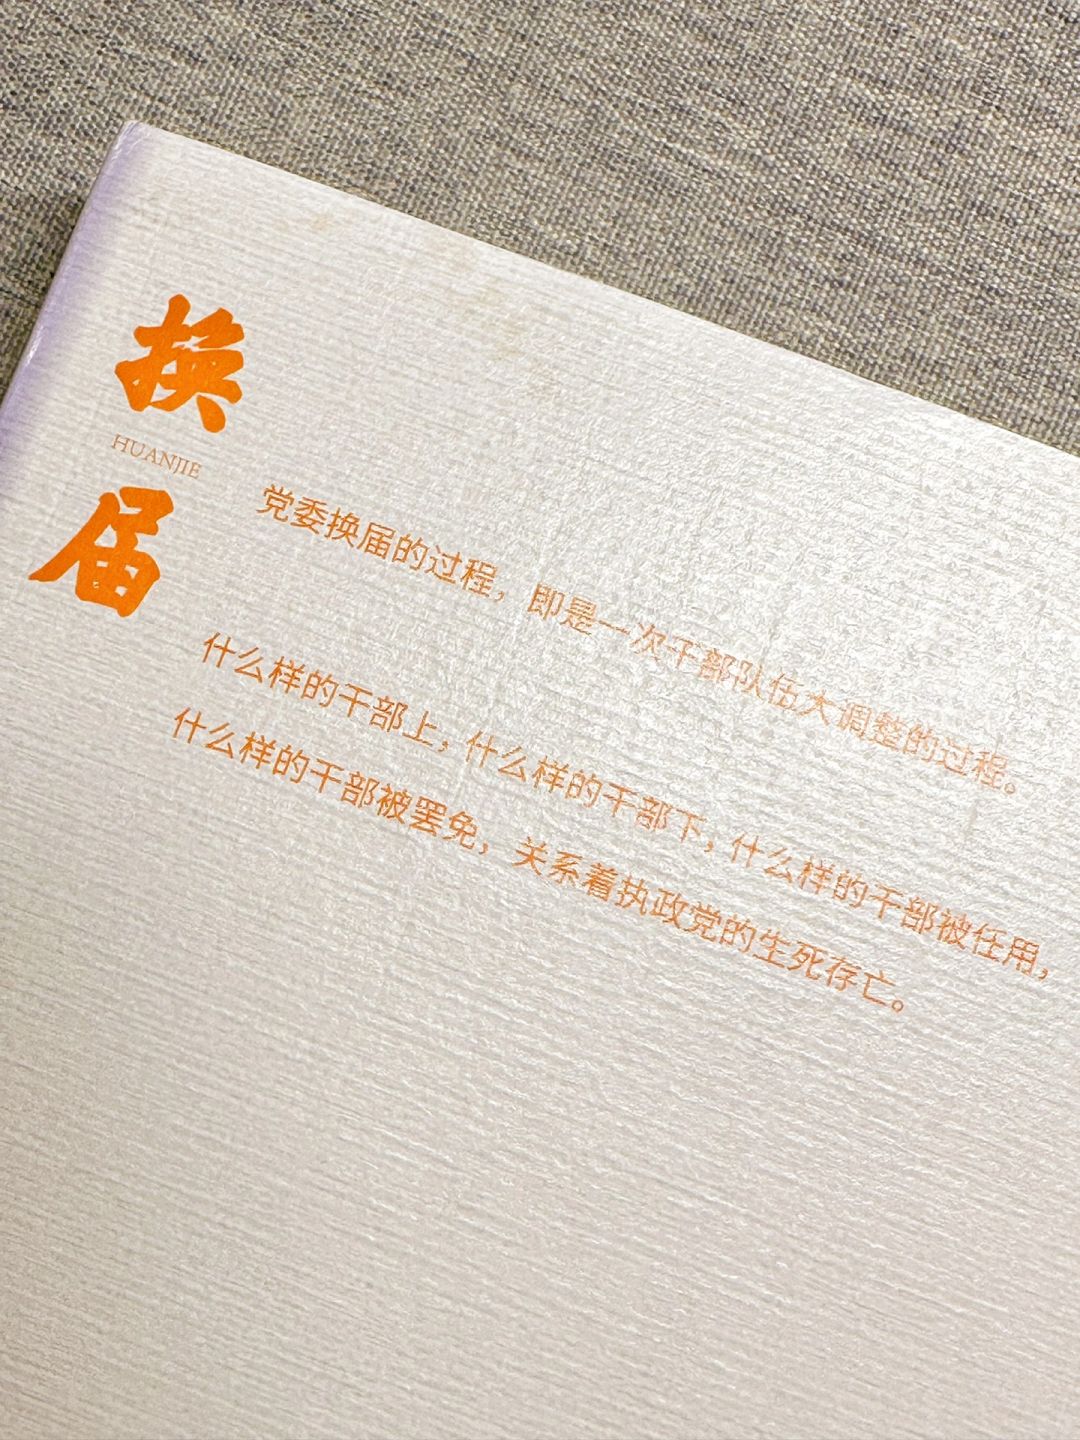 换
HUANJIE
届
党委换届的过程，即是一次干部队伍大调整的过程。
什么样的干部上，什么样的干部下，什么样的干部被任用，
什么样的干部被罢免，关系着执政党的生死存亡。